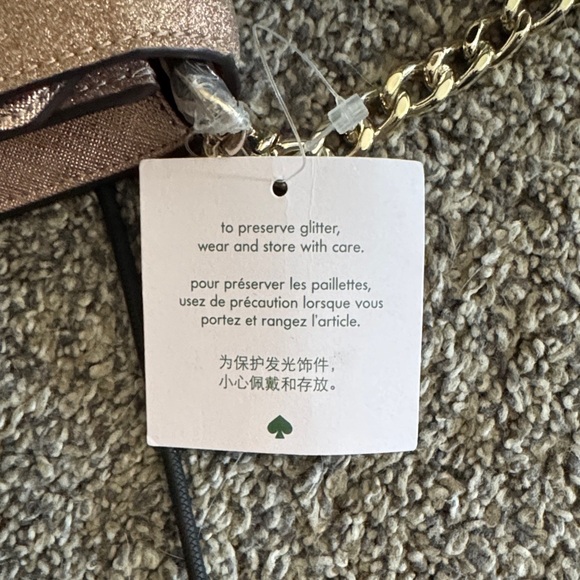 to preserve glitter,
wear and store with care.
pour préserver les paillettes,
usez de précaution lorsque vous
portez et rangez l'article.
为保护发光饰件，
小心佩戴和存放。